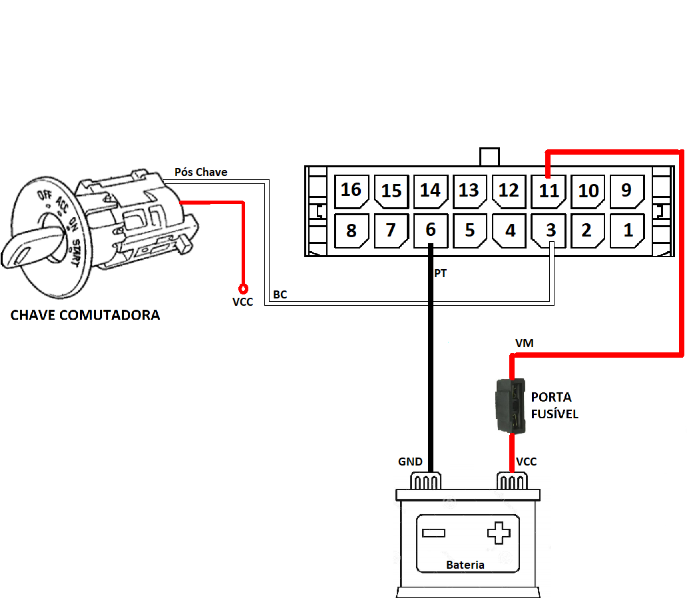 Pós Chave
OFF ACC ON START
16 15 14 13 12 11 10 9
8 7 6 5 4 3 2 1
PT
VCC
BC
CHAVE COMUTADORA
VM
PORTA
FUSÍVEL
GND
VCC
Bateria